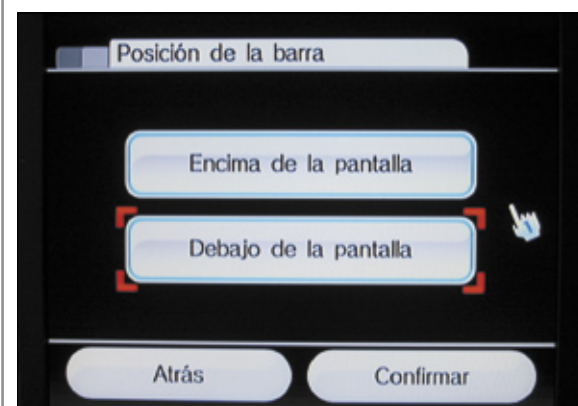 Posición de la barra
Encima de la pantalla
Debajo de la pantalla
Atrás
Confirmar